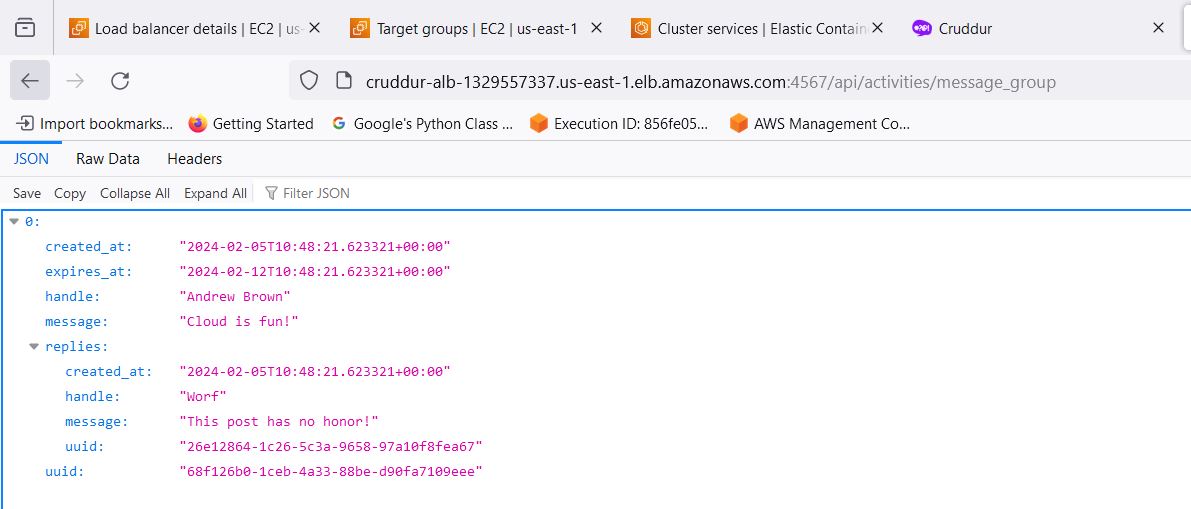 Load balancer details | EC2 | us- Target groups | EC2 | us-east-1 Cluster services | Elastic Contain Cruddur
cruddur-alb-1329557337.us-east-1.elb.amazonaws.com:4567/api/activities/message_group
Import bookmarks... Getting Started Google's Python Class ... Execution ID: 856fe05... AWS Management Co...
JSON Raw Data Headers
Save Copy Collapse All Expand All Filter JSON
0:
created_at: "2024-02-05T10:48:21.623321+00:00"
expires_at: "2024-02-12T10:48:21.623321+00:00"
handle: "Andrew Brown"
message: "Cloud is fun!"
replies:
created_at: "2024-02-05T10:48:21.623321+00:00"
handle: "Worf"
message: "This post has no honor!"
uuid: "26e12864-1c26-5c3a-9658-97a10f8fea67"
uuid: "68f126b0-1ceb-4a33-88be-d90fa7109eee"